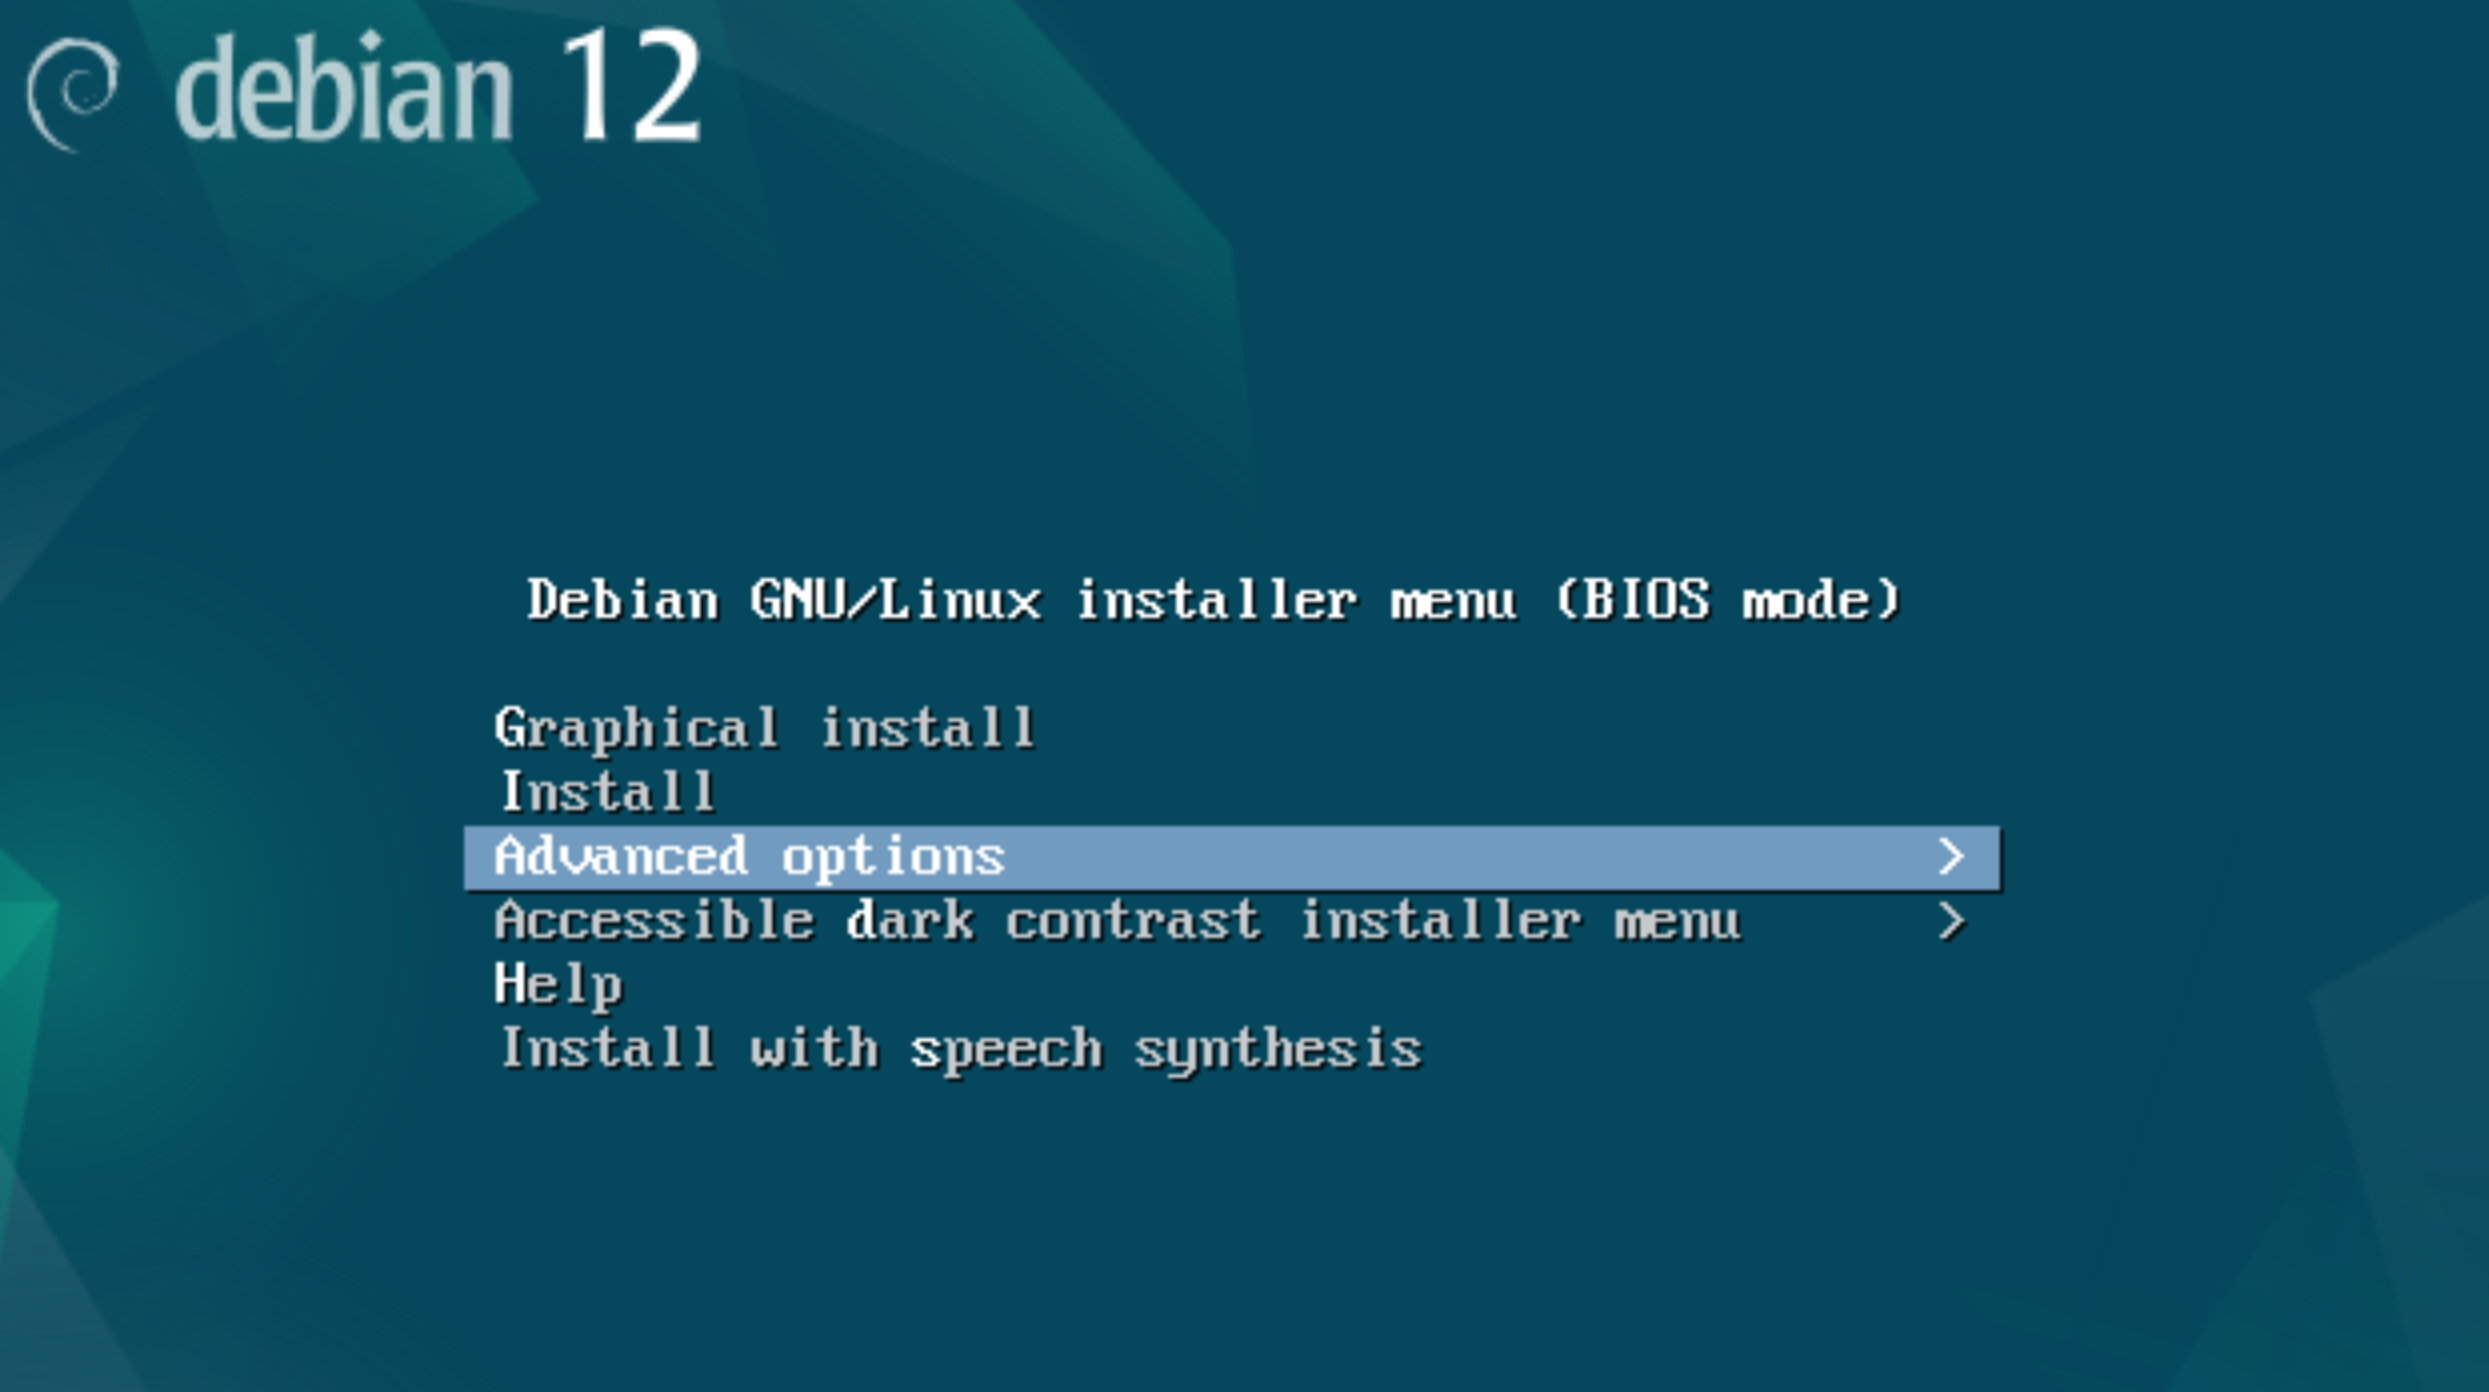 debian 12
Debian GNU/Linux installer menu (BIOS mode)
Graphical install
Install
Advanced options >
Accessible dark contrast installer menu >
Help
Install with speech synthesis